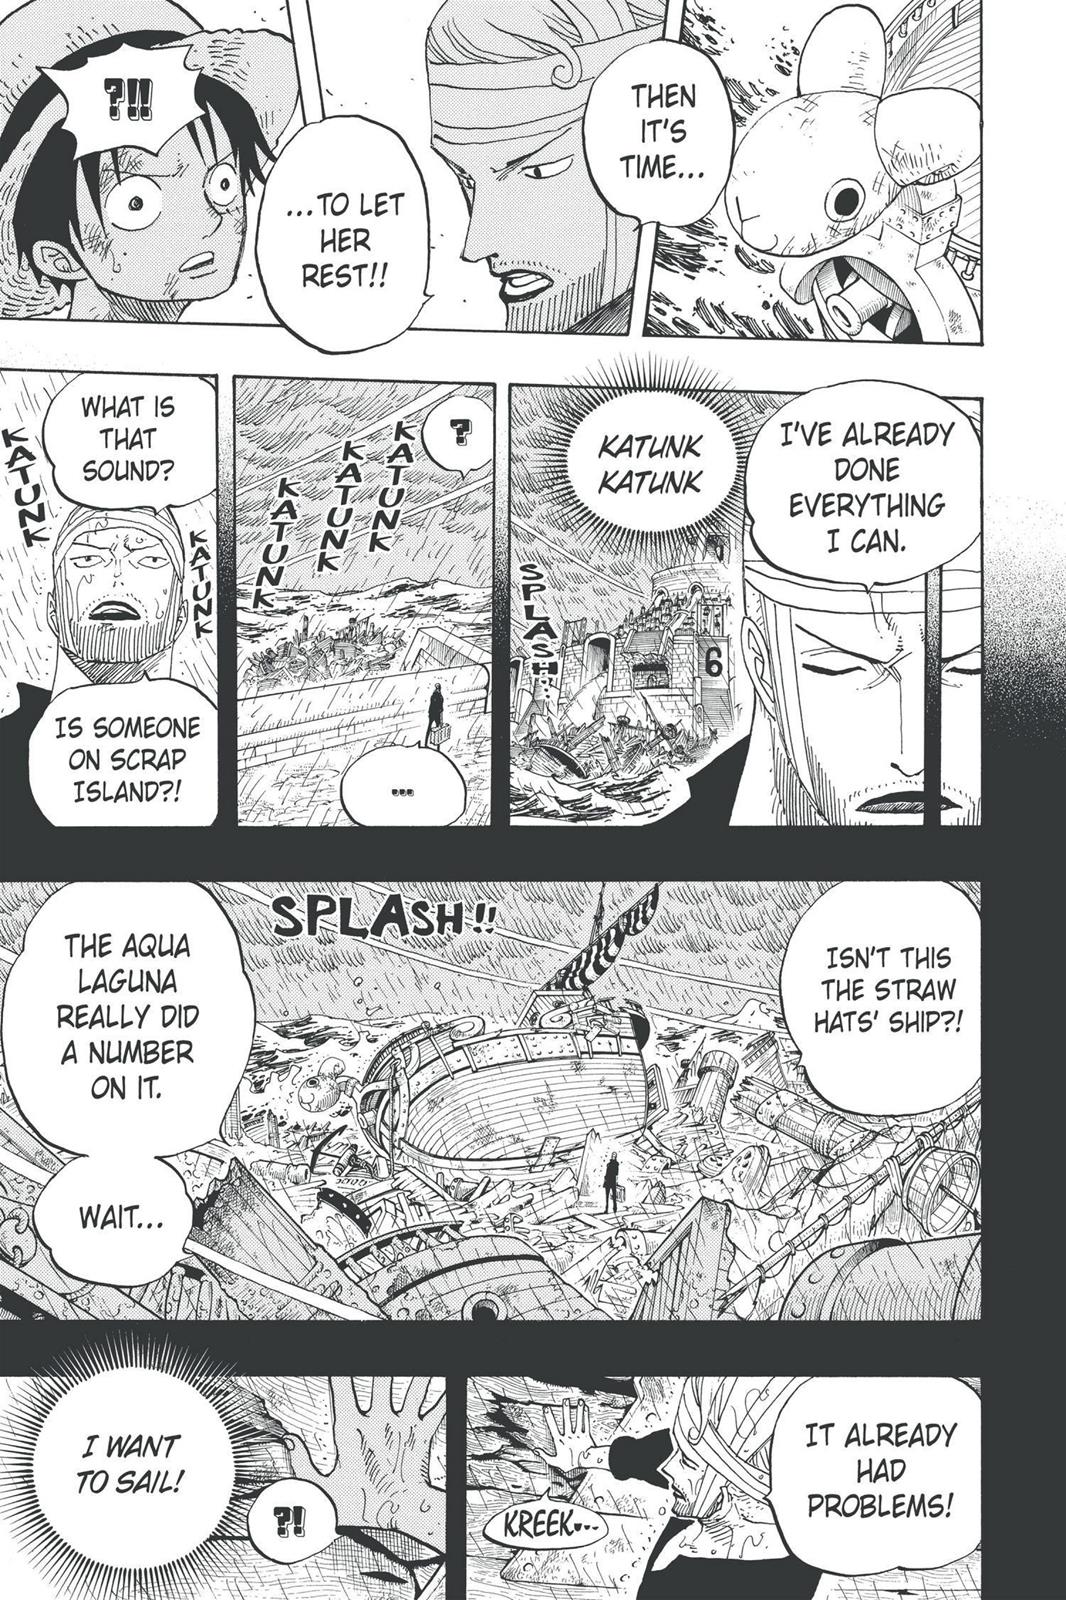 THEN
IT'S
TIME...
...TO LET
HER
REST!!
?!!
I'VE ALREADY
DONE
EVERYTHING
I CAN.
KATUNK
KATUNK
SPLASH...
6
?
KATUNK
KATUNK
KATUNK
...
WHAT IS
THAT
SOUND?
KATUNK
KATUNK
IS SOMEONE
ON SCRAP
ISLAND?!
ISN'T THIS
THE STRAW
HATS' SHIP?!
SPLASH!!
THE AQUA
LAGUNA
REALLY DID
A NUMBER
ON IT.
WAIT...
IT ALREADY
HAD
PROBLEMS!
KREEK...
I WANT
TO SAIL!
?!